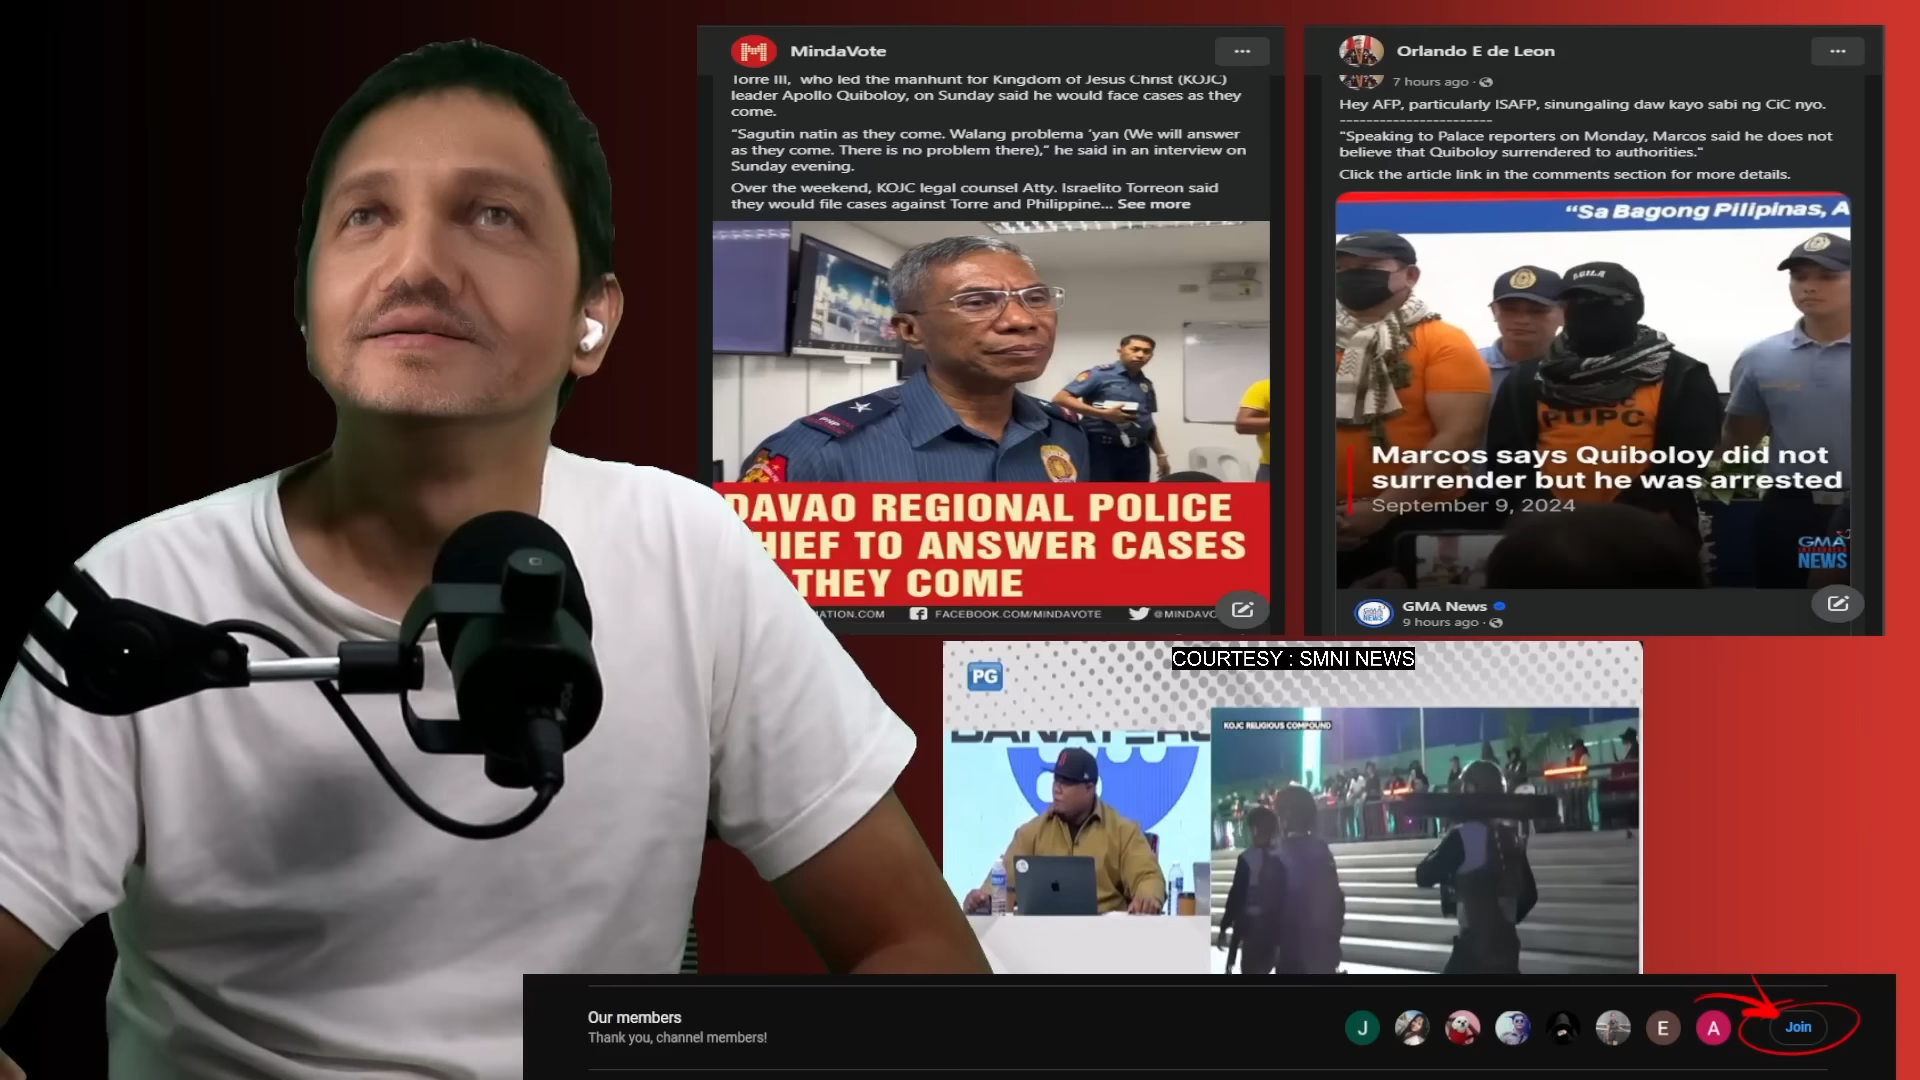 MindaVote
Torre III, who led the manhunt for Kingdom of Jesus Christ (KOJC)
leader Apollo Quiboloy, on Sunday said he would face cases as they
come.
“Sagutin natin as they come. Walang problema ‘yan (We will answer
as they come. There is no problem there),” he said in an interview on
Sunday evening.
Over the weekend, KOJC legal counsel Atty. Israelito Torreon said
they would file cases against Torre and Philippine... See more
DAVAO REGIONAL POLICE
HIEF TO ANSWER CASES
THEY COME
ATION.COM
FACEBOOK.COM/MINDAVOTE
@MINDAVO
Orlando E de Leon
7 hours ago
Hey AFP, particularly ISAFP, sinungaling daw kayo sabi ng CiC nyo.
-----------------------
"Speaking to Palace reporters on Monday, Marcos said he does not
believe that Quiboloy surrendered to authorities."
Click the article link in the comments section for more details.
“Sa Bagong Pilipinas, A
PUPC
Marcos says Quiboloy did not
surrender but he was arrested
September 9, 2024
GMA
NEWS
GMA News
9 hours ago
COURTESY : SMNI NEWS
PG
KOJC RELIGIOUS COMPOUND
Our members
Thank you, channel members!
J
E
A
Join